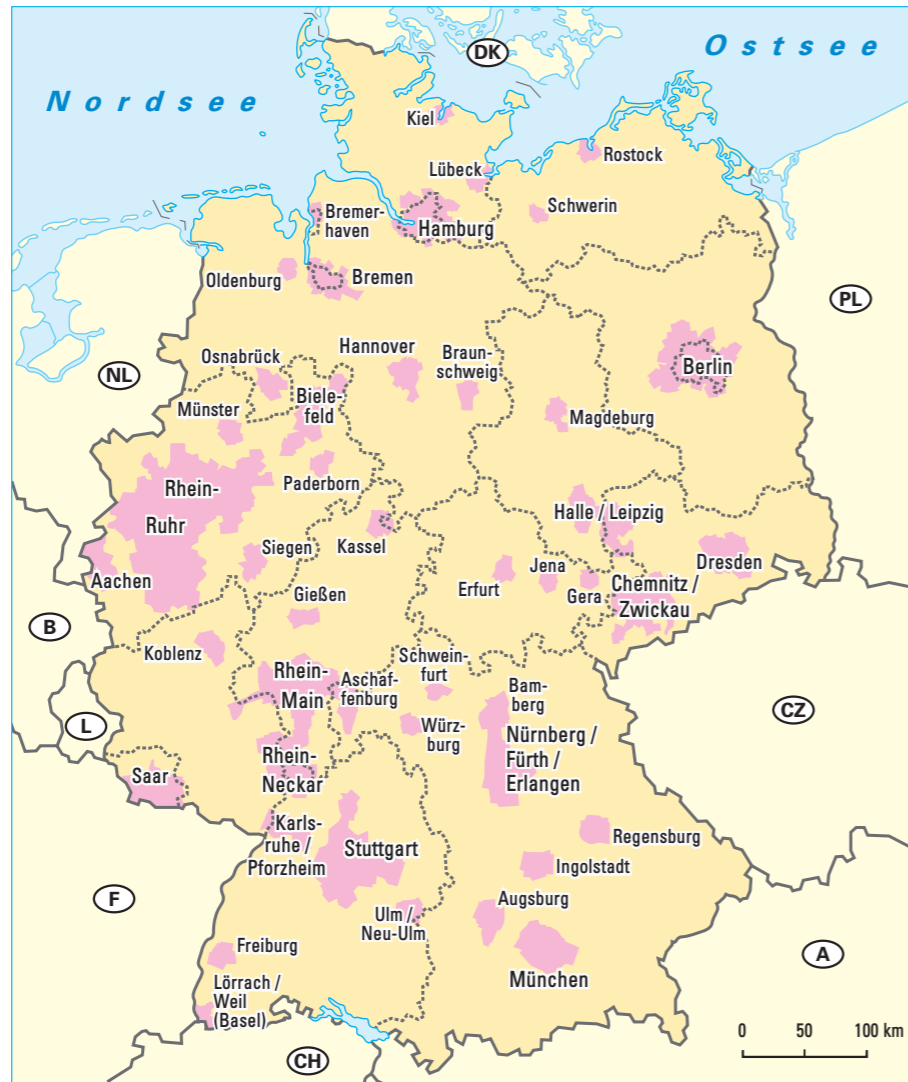 Nordsee
Ostsee
DK
Kiel
Lübeck
Rostock
Schwerin
Bremer-
haven
Hamburg
Oldenburg
Bremen
PL
NL
Osnabrück
Hannover
Braun-
schweig
Berlin
Münster
Biele-
feld
Magdeburg
Paderborn
Rhein-
Ruhr
Halle / Leipzig
Siegen
Kassel
Aachen
Erfurt
Jena
Gera
Dresden
Chemnitz /
Zwickau
Gießen
B
Koblenz
Rhein-
Main
Aschaf-
fenburg
Schwein-
furt
Würz-
burg
Bam-
berg
Nürnberg /
Fürth /
Erlangen
CZ
L
Saar
Rhein-
Neckar
Karls-
ruhe /
Pforzheim
Stuttgart
Regensburg
Ingolstadt
Augsburg
F
Ulm /
Neu-Ulm
Freiburg
München
A
Lörrach /
Weil
(Basel)
CH
0 50 100 km